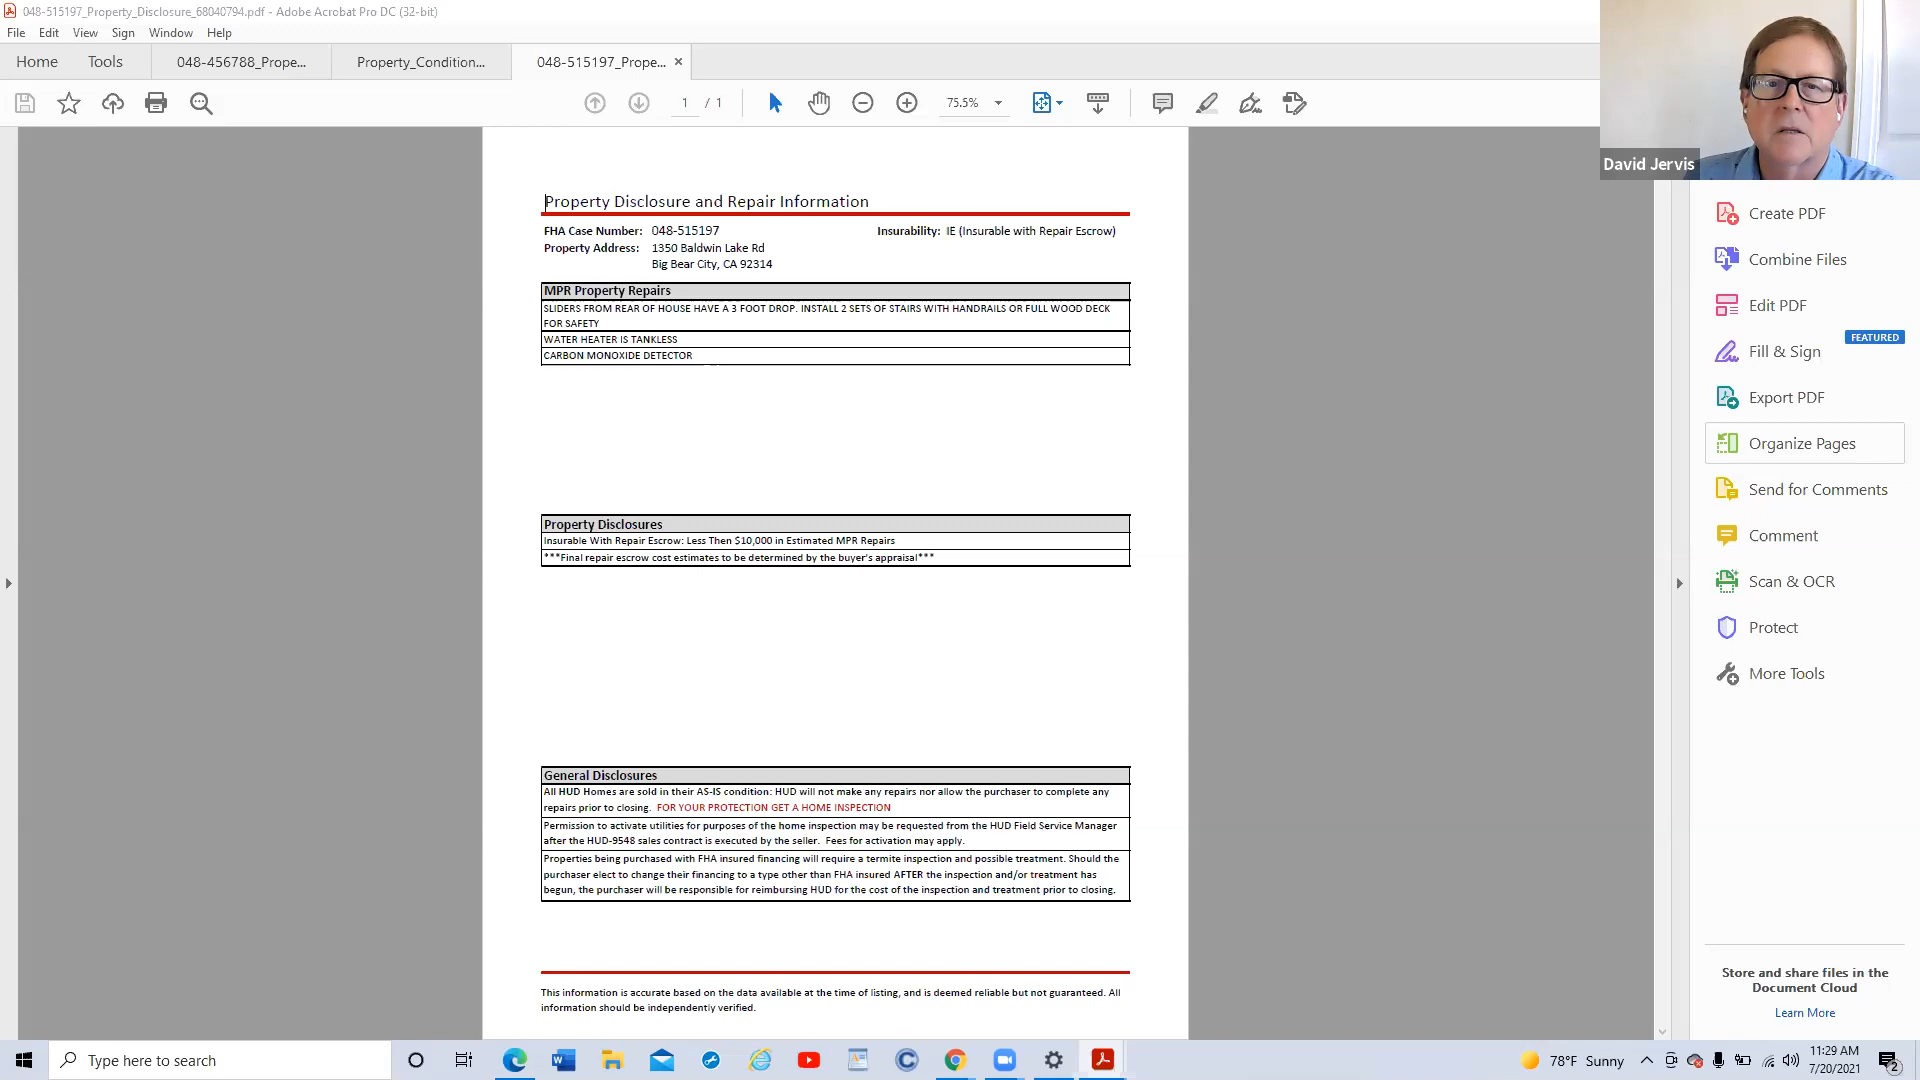 048-515197_Property_Disclosure_68040794.pdf - Adobe Acrobat Pro DC (32-bit)
File Edit View Sign Window Help
Home Tools 048-456788_Prope... Property_Condition... 048-515197_Prope...
1 / 1 75.5%
David Jervis
Property Disclosure and Repair Information
FHA Case Number: 048-515197 Insurability: IE (Insurable with Repair Escrow)
Property Address: 1350 Baldwin Lake Rd
Big Bear City, CA 92314
MPR Property Repairs
SLIDERS FROM REAR OF HOUSE HAVE A 3 FOOT DROP. INSTALL 2 SETS OF STAIRS WITH HANDRAILS OR FULL WOOD DECK
FOR SAFETY
WATER HEATER IS TANKLESS
CARBON MONOXIDE DETECTOR
Property Disclosures
Insurable With Repair Escrow: Less Then $10,000 in Estimated MPR Repairs
***Final repair escrow cost estimates to be determined by the buyer's appraisal***
General Disclosures
All HUD Homes are sold in their AS-IS condition: HUD will not make any repairs nor allow the purchaser to complete any
repairs prior to closing. FOR YOUR PROTECTION GET A HOME INSPECTION
Permission to activate utilities for purposes of the home inspection may be requested from the HUD Field Service Manager
after the HUD-9548 sales contract is executed by the seller. Fees for activation may apply.
Properties being purchased with FHA insured financing will require a termite inspection and possible treatment. Should the
purchaser elect to change their financing to a type other than FHA insured AFTER the inspection and/or treatment has
begun, the purchaser will be responsible for reimbursing HUD for the cost of the inspection and treatment prior to closing.
This information is accurate based on the data available at the time of listing, and is deemed reliable but not guaranteed. All
information should be independently verified.
Create PDF
Combine Files
Edit PDF
FEATURED
Fill & Sign
Export PDF
Organize Pages
Send for Comments
Comment
Scan & OCR
Protect
More Tools
Store and share files in the
Document Cloud
Learn More
Type here to search
78°F Sunny
11:29 AM
7/20/2021
2